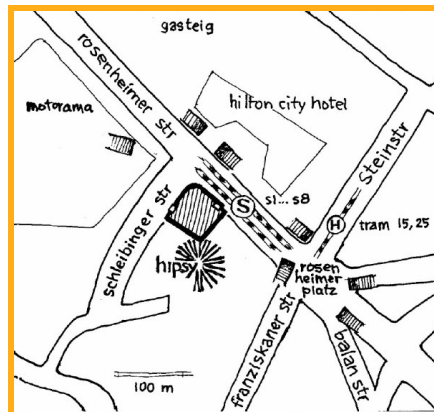 gasteig
rosenheimer
str
motorama
hilton city hotel
Steinstr
schleibinger str
S
s1... s8
H
tram 15, 25
hipsy
rosen
heimer
platz
franziskaner str
balan str
100 m